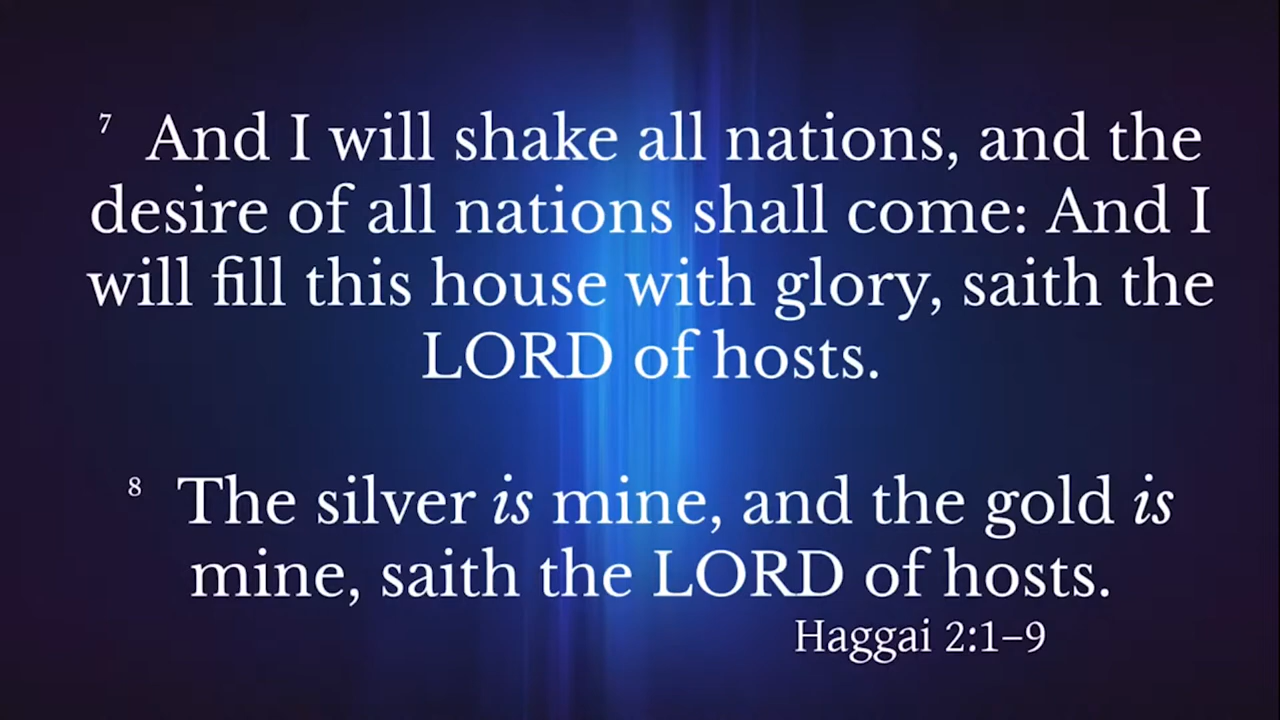 7 And I will shake all nations, and the
desire of all nations shall come: And I
will fill this house with glory, saith the
LORD of hosts.
8 The silver is mine, and the gold is
mine, saith the LORD of hosts.
Haggai 2:1–9